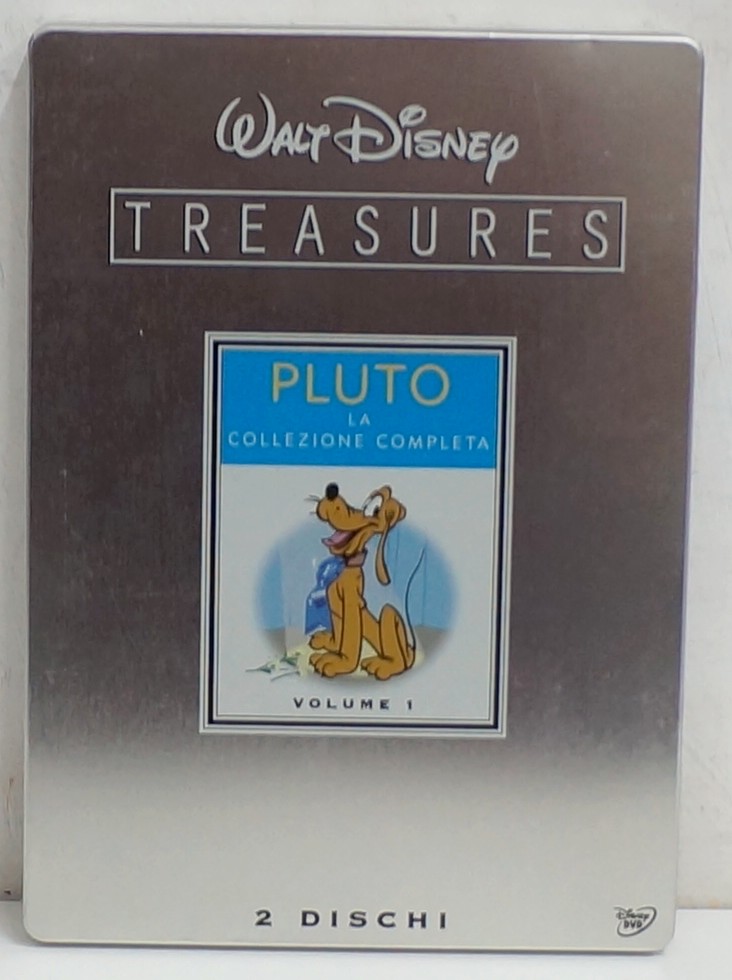 WALT DISNEY
TREASURES
PLUTO
LA
COLLEZIONE COMPLETA
VOLUME 1
2 DISCHI
Disney
DVD